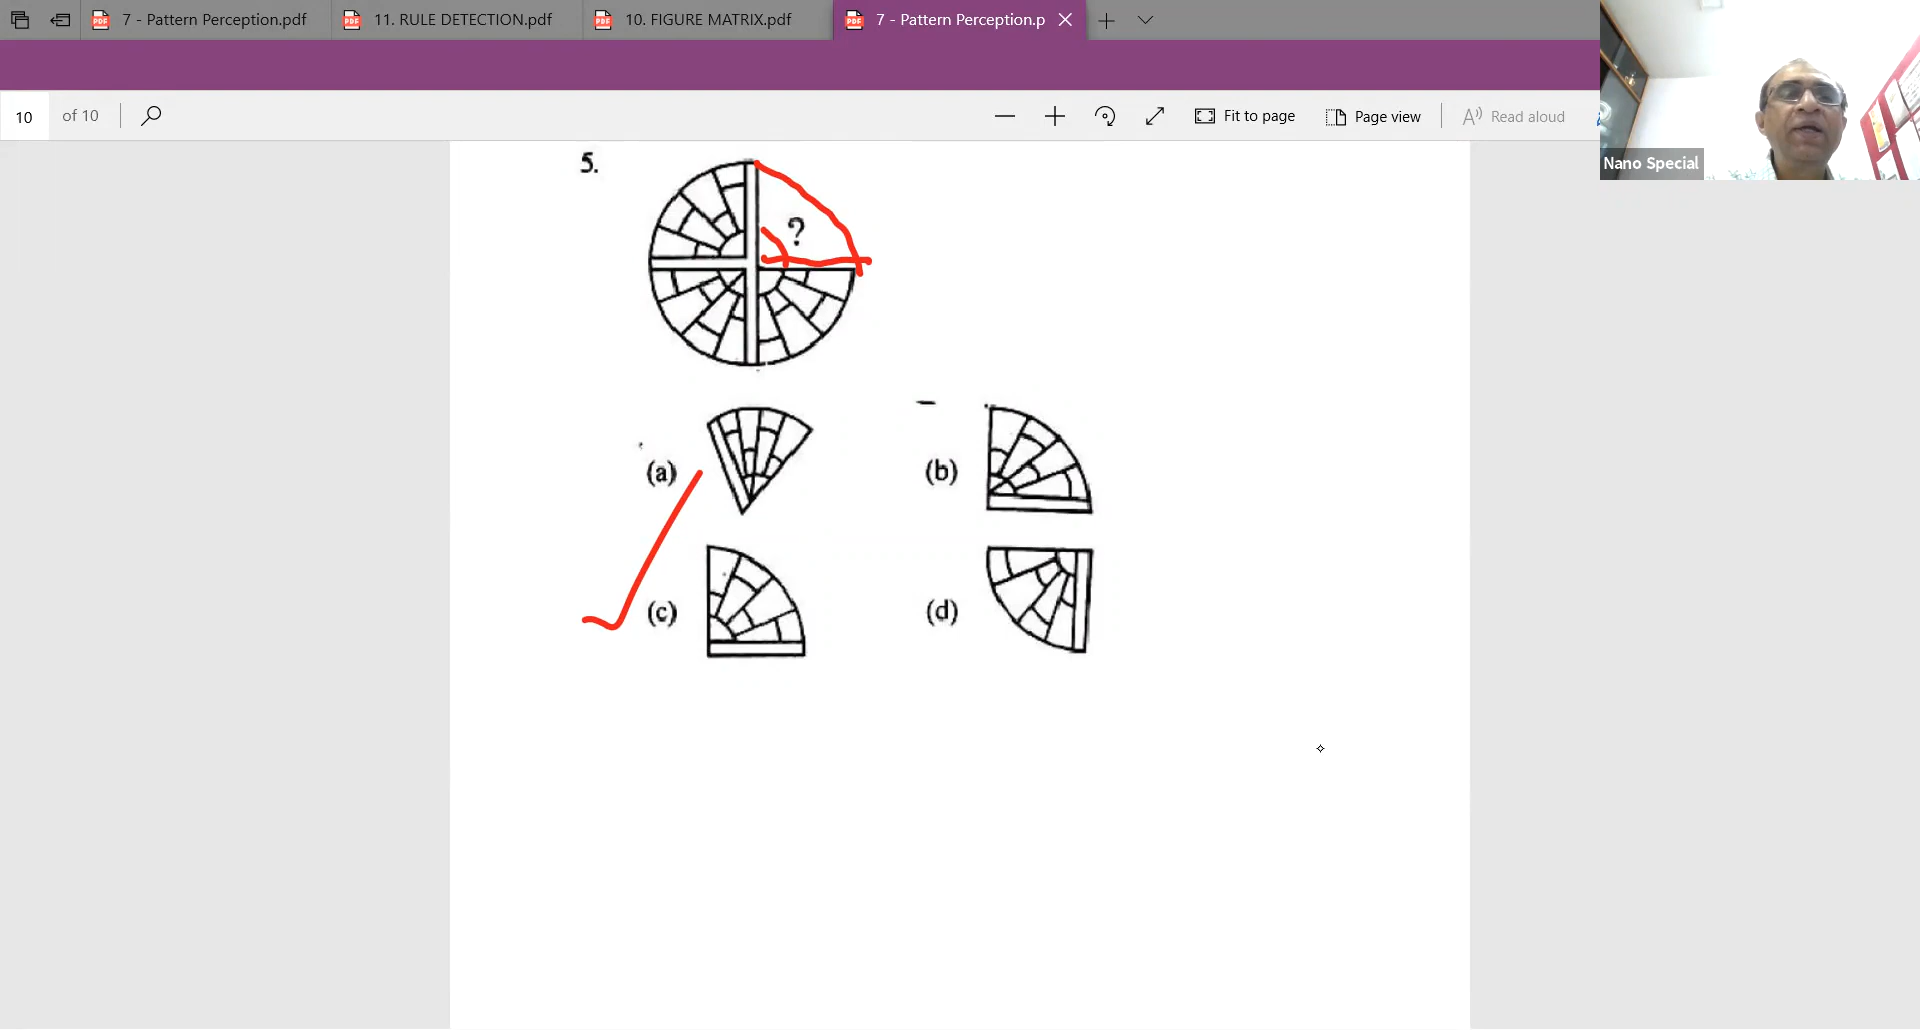 7 - Pattern Perception.pdf
11. RULE DETECTION.pdf
10. FIGURE MATRIX.pdf
7 - Pattern Perception.p
10 of 10
Fit to page
Page view
Read aloud
Nano Special
5.
?
(a)
(b)
(c)
(d)